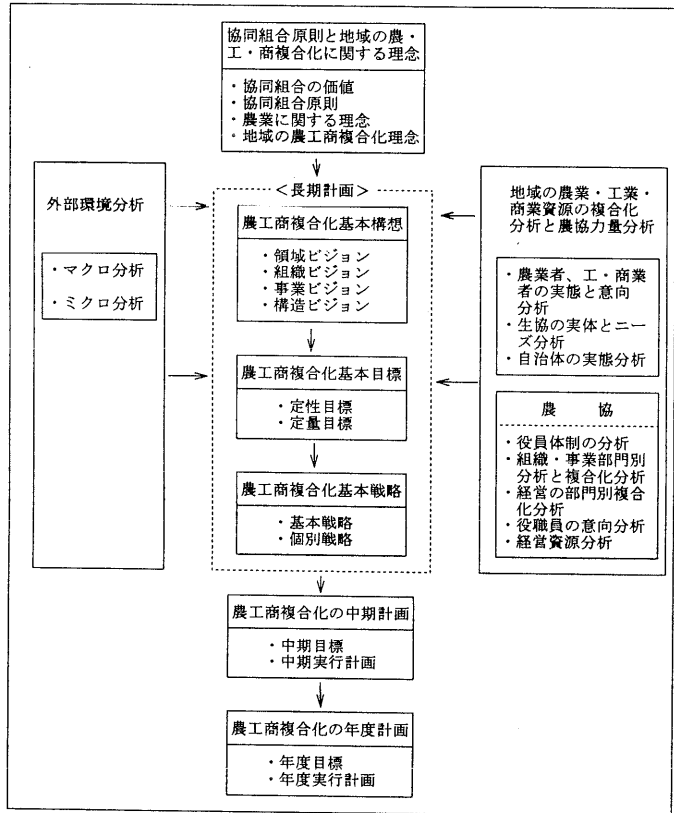 協同組合原則と地域の農・
工・商複合化に関する理念
・協同組合の価値
・協同組合原則
・農業に関する理念
・地域の農工商複合化理念
外部環境分析
・マクロ分析
・ミクロ分析
＜長期計画＞
農工商複合化基本構想
・領域ビジョン
・組織ビジョン
・事業ビジョン
・構造ビジョン
農工商複合化基本目標
・定性目標
・定量目標
農工商複合化基本戦略
・基本戦略
・個別戦略
地域の農業・工業・
商業資源の複合化
分析と農協力量分析
・農業者、工・商業
者の実態と意向
分析
・生協の実体とニー
ズ分析
・自治体の実態分析
農　協
・役員体制の分析
・組織・事業部門別
分析と複合化分析
・経営の部門別複合
化分析
・役職員の意向分析
・経営資源分析
農工商複合化の中期計画
・中期目標
・中期実行計画
農工商複合化の年度計画
・年度目標
・年度実行計画